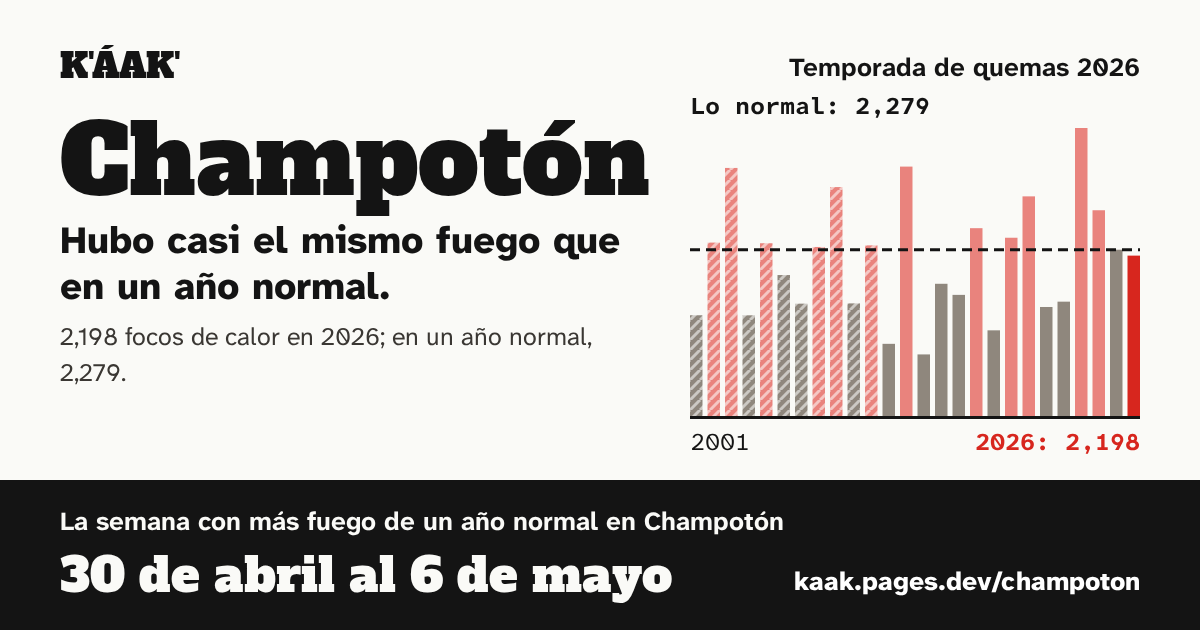 K'ÁAK'
Temporada de quemas 2026
Lo normal: 2,279
Champotón
Hubo casi el mismo fuego que
en un año normal.
2,198 focos de calor en 2026; en un año normal,
2,279.
2001
2026: 2,198
La semana con más fuego de un año normal en Champotón
30 de abril al 6 de mayo
kaak.pages.dev/champoton